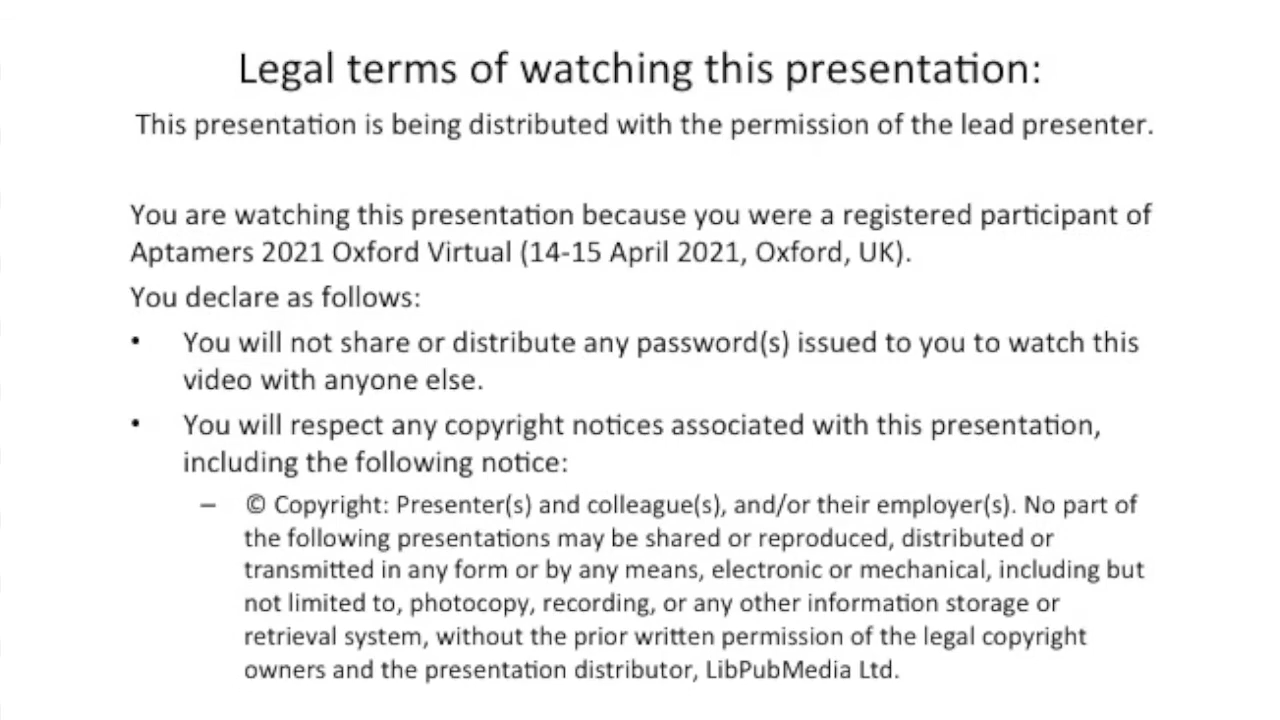 Legal terms of watching this presentation:
This presentation is being distributed with the permission of the lead presenter.
You are watching this presentation because you were a registered participant of
Aptamers 2021 Oxford Virtual (14-15 April 2021, Oxford, UK).
You declare as follows:
• You will not share or distribute any password(s) issued to you to watch this
video with anyone else.
• You will respect any copyright notices associated with this presentation,
including the following notice:
– © Copyright: Presenter(s) and colleague(s), and/or their employer(s). No part of
the following presentations may be shared or reproduced, distributed or
transmitted in any form or by any means, electronic or mechanical, including but
not limited to, photocopy, recording, or any other information storage or
retrieval system, without the prior written permission of the legal copyright
owners and the presentation distributor, LibPubMedia Ltd.